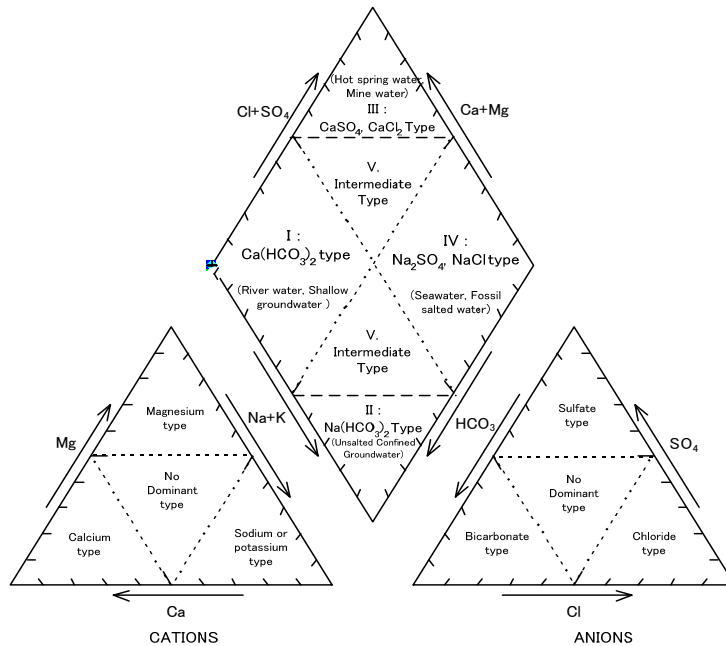 (Hot spring water,
Mine water)
III :
CaSO₄, CaCl₂ Type
Cl+SO₄
Ca+Mg
V.
Intermediate
Type
I :
Ca(HCO₃)₂ type
(River water, Shallow
groundwater )
IV :
Na₂SO₄, NaCl type
(Seawater, Fossil
salted water)
V.
Intermediate
Type
II :
Na(HCO₃)₂ Type
(Unsalted Confined
Groundwater)
Na+K
HCO₃
Mg
Magnesium
type
No
Dominant
type
Calcium
type
Sodium or
potassium
type
Ca
CATIONS
Sulfate
type
SO₄
No
Dominant
type
Bicarbonate
type
Chloride
type
Cl
ANIONS